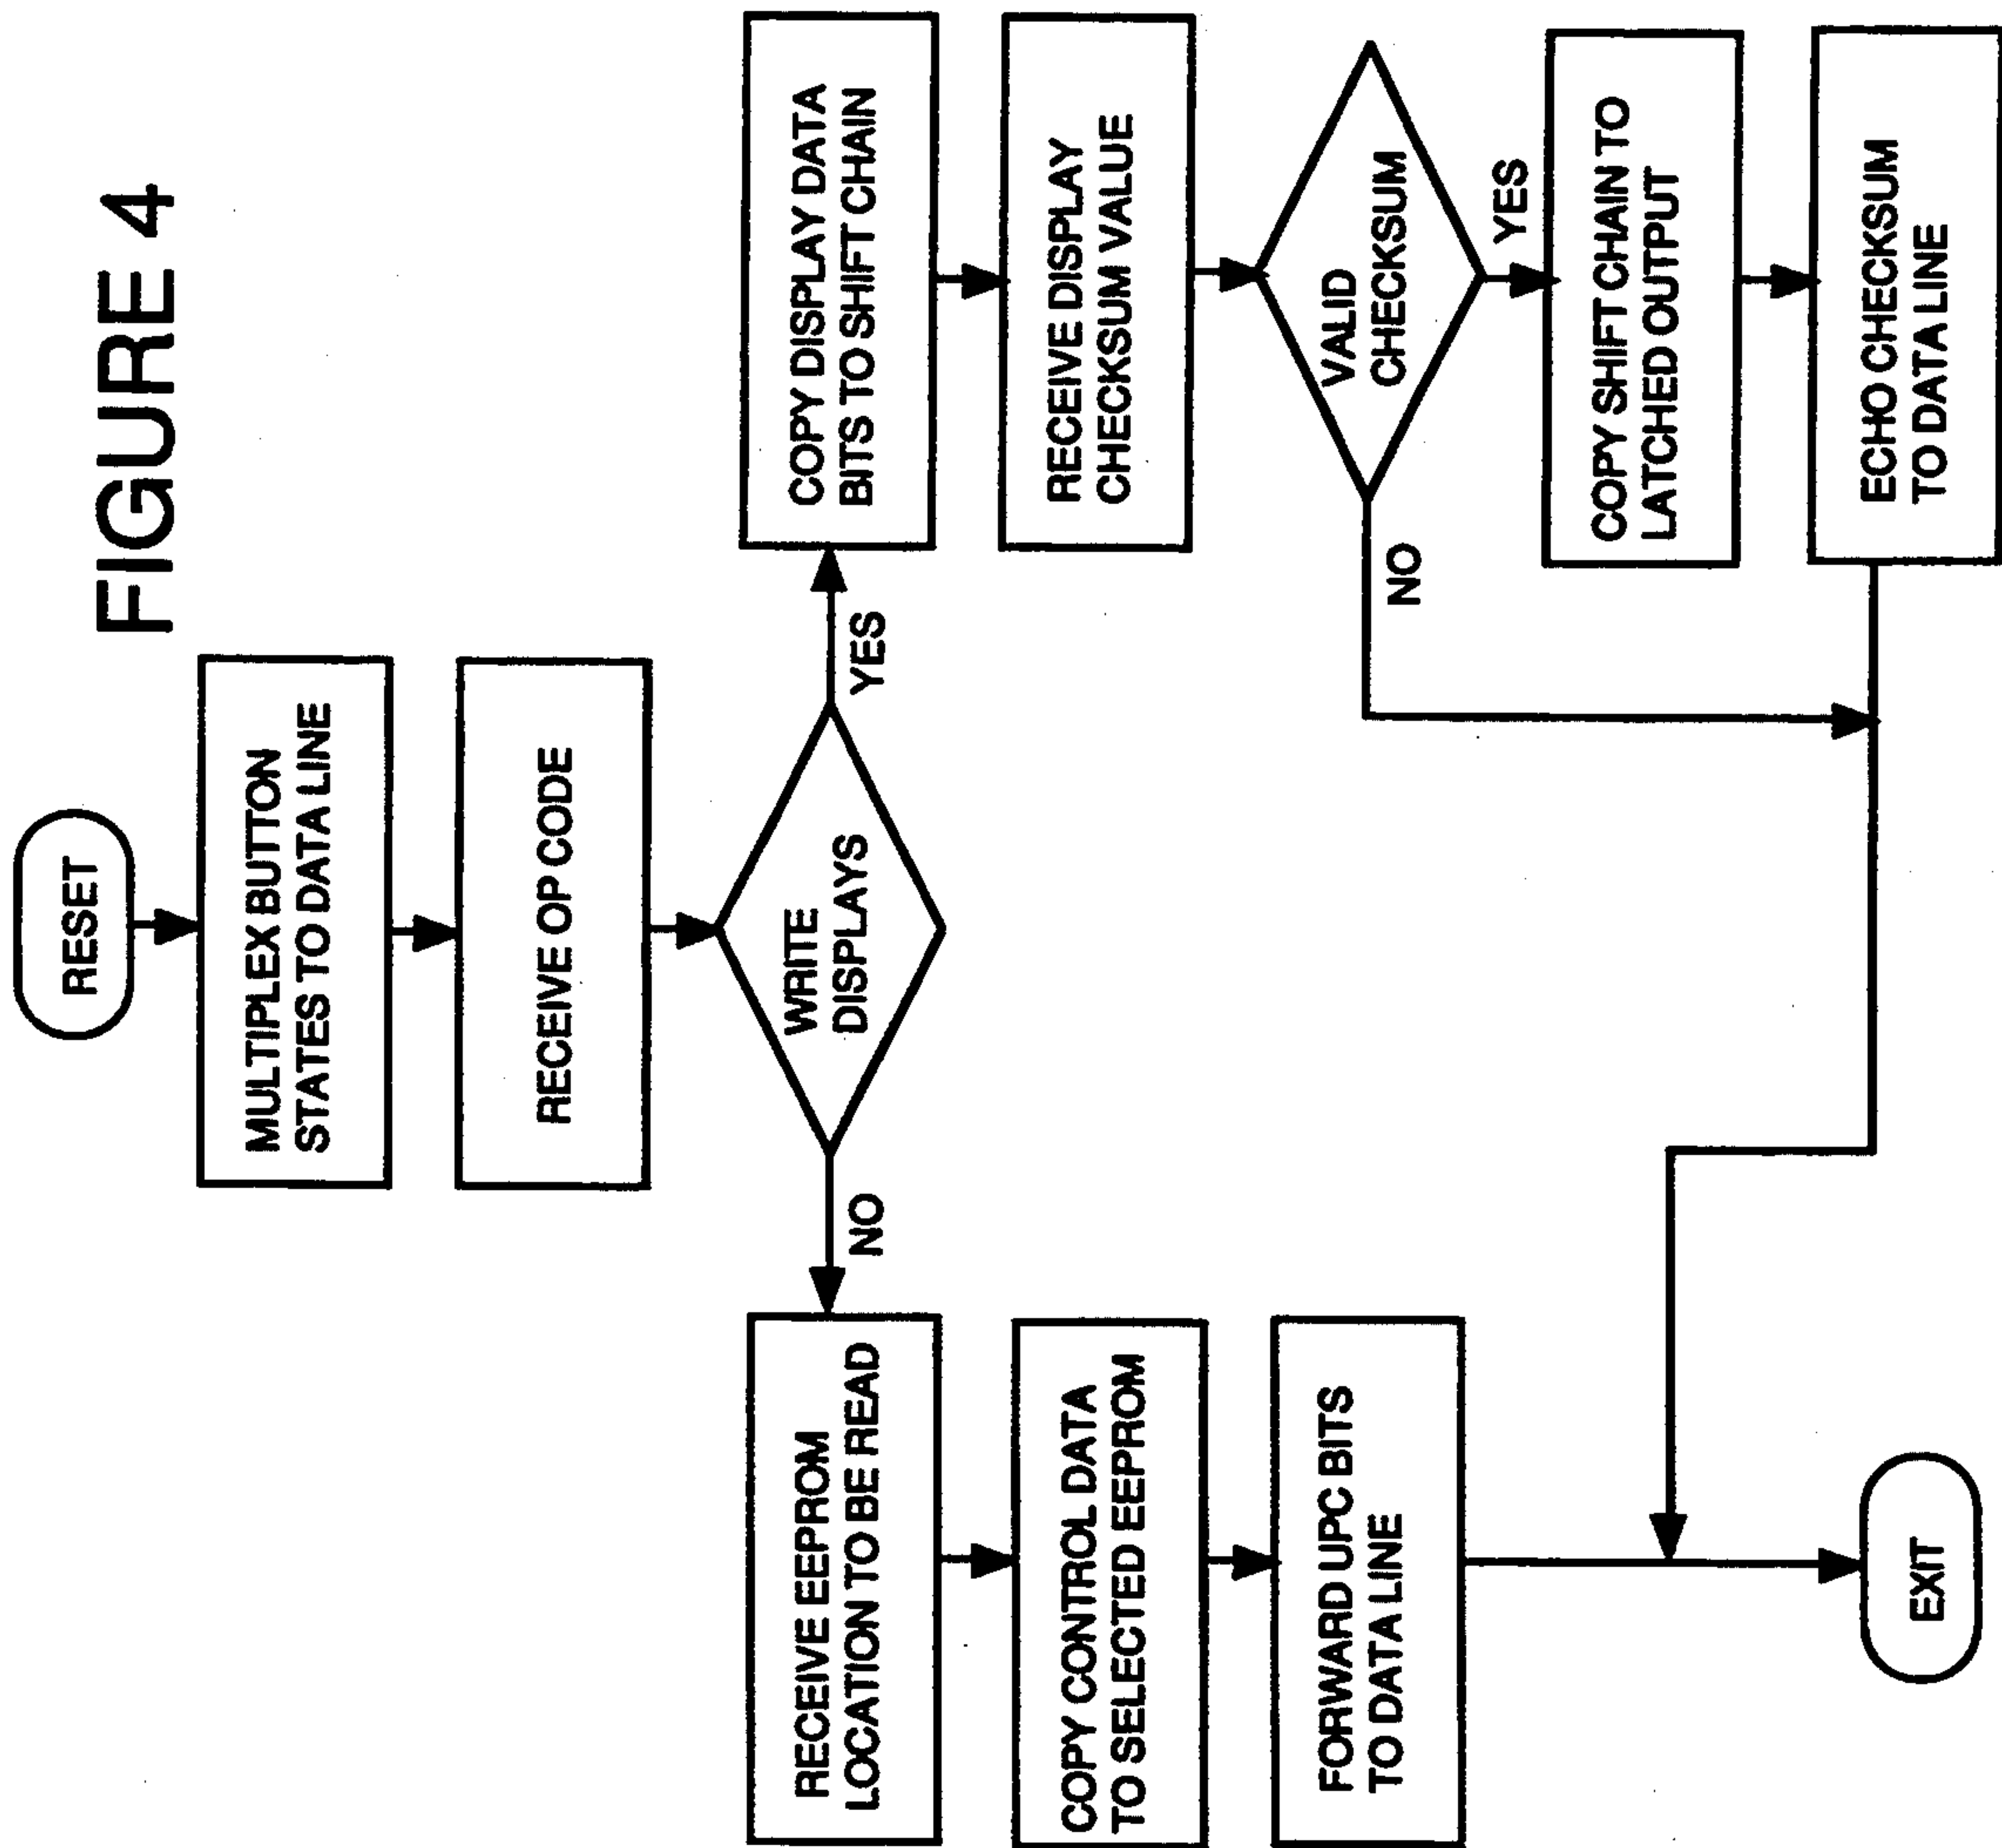 FIGURE 4
RESET
MULTIPLEX BUTTON
STATES TO DATA LINE
RECEIVE OP CODE
WRITE
DISPLAYS
NO
YES
RECEIVE EEPROM
LOCATION TO BE READ
COPY CONTROL DATA
TO SELECTED EEPROM
FORWARD UPC BITS
TO DATA LINE
EXIT
COPY DISPLAY DATA
BITS TO SHIFT CHAIN
RECEIVE DISPLAY
CHECKSUM VALUE
VALID
CHECKSUM
NO
YES
COPY SHIFT CHAIN TO
LATCHED OUTPUT
ECHO CHECKSUM
TO DATA LINE